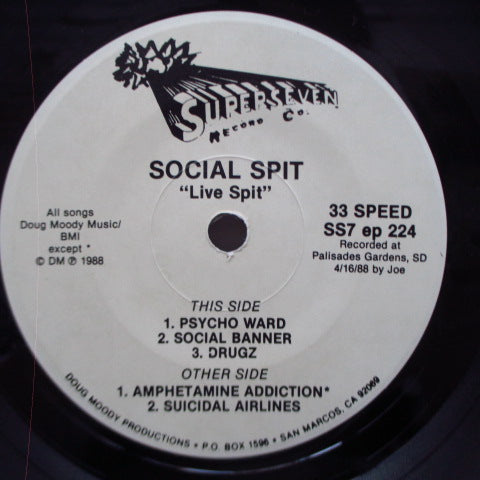 SUPERSEVEN
RECORD CO.
SOCIAL SPIT
"Live Spit"
All songs
Doug Moody Music/
BMI
except *
© DM ℗ 1988
33 SPEED
SS7 ep 224
Recorded at
Palisades Gardens, SD
4/16/88 by Joe
THIS SIDE
1. PSYCHO WARD
2. SOCIAL BANNER
3. DRUGZ
OTHER SIDE
1. AMPHETAMINE ADDICTION*
2. SUICIDAL AIRLINES
DOUG MOODY PRODUCTIONS • P.O. BOX 1596 • SAN MARCOS, CA 92069